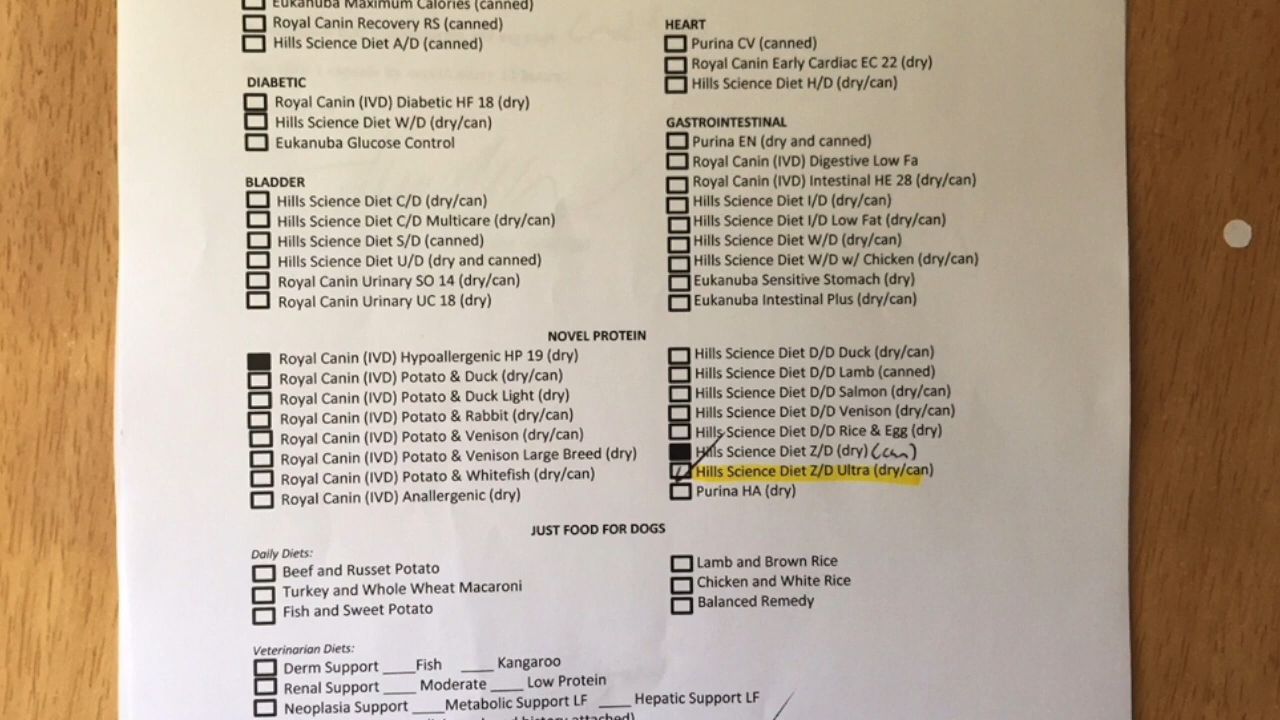 Eukanuba Maximum Calories (canned)
Royal Canin Recovery RS (canned)
Hills Science Diet A/D (canned)
DIABETIC
Royal Canin (IVD) Diabetic HF 18 (dry)
Hills Science Diet W/D (dry/can)
Eukanuba Glucose Control
BLADDER
Hills Science Diet C/D (dry/can)
Hills Science Diet C/D Multicare (dry/can)
Hills Science Diet S/D (canned)
Hills Science Diet U/D (dry and canned)
Royal Canin Urinary SO 14 (dry/can)
Royal Canin Urinary UC 18 (dry)
HEART
Purina CV (canned)
Royal Canin Early Cardiac EC 22 (dry)
Hills Science Diet H/D (dry/can)
GASTROINTESTINAL
Purina EN (dry and canned)
Royal Canin (IVD) Digestive Low Fa
Royal Canin (IVD) Intestinal HE 28 (dry/can)
Hills Science Diet I/D (dry/can)
Hills Science Diet I/D Low Fat (dry/can)
Hills Science Diet W/D (dry/can)
Hills Science Diet W/D w/ Chicken (dry/can)
Eukanuba Sensitive Stomach (dry)
Eukanuba Intestinal Plus (dry/can)
NOVEL PROTEIN
Royal Canin (IVD) Hypoallergenic HP 19 (dry)
Royal Canin (IVD) Potato & Duck (dry/can)
Royal Canin (IVD) Potato & Duck Light (dry)
Royal Canin (IVD) Potato & Rabbit (dry/can)
Royal Canin (IVD) Potato & Venison (dry/can)
Royal Canin (IVD) Potato & Venison Large Breed (dry)
Royal Canin (IVD) Potato & Whitefish (dry/can)
Royal Canin (IVD) Anallergenic (dry)
Hills Science Diet D/D Duck (dry/can)
Hills Science Diet D/D Lamb (canned)
Hills Science Diet D/D Salmon (dry/can)
Hills Science Diet D/D Venison (dry/can)
Hills Science Diet D/D Rice & Egg (dry)
Hills Science Diet Z/D (dry) (can)
Hills Science Diet Z/D Ultra (dry/can)
Purina HA (dry)
JUST FOOD FOR DOGS
Daily Diets:
Beef and Russet Potato
Turkey and Whole Wheat Macaroni
Fish and Sweet Potato
Lamb and Brown Rice
Chicken and White Rice
Balanced Remedy
Veterinarian Diets:
Derm Support ____Fish ____ Kangaroo
Renal Support ____ Moderate ____ Low Protein
Neoplasia Support ____Metabolic Support LF ____ Hepatic Support LF